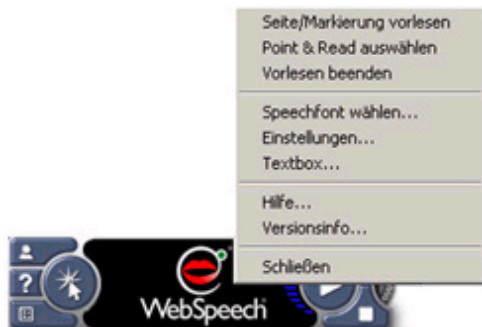 Seite/Markierung vorlesen
Point & Read auswählen
Vorlesen beenden
Speechfont wählen...
Einstellungen...
Textbox...
Hilfe...
Versionsinfo...
Schließen
?
WebSpeech